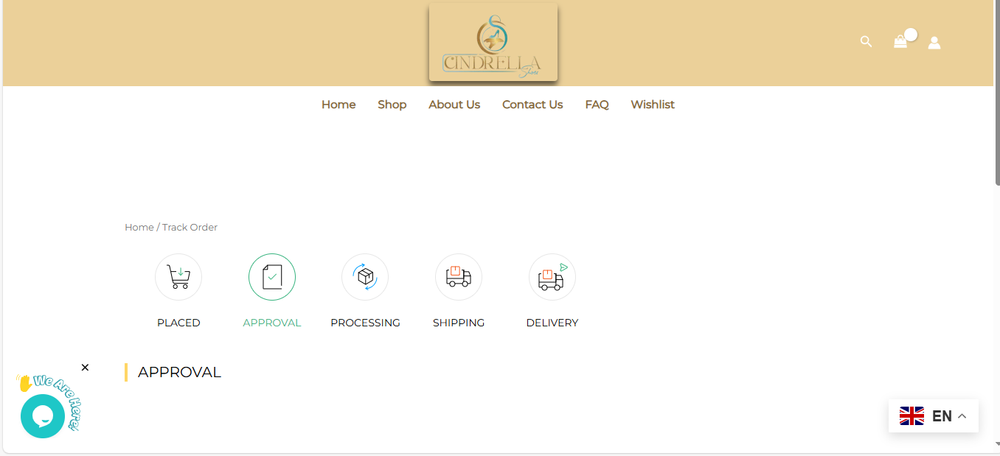 CINDRELLA
Shoes
Home Shop About Us Contact Us FAQ Wishlist
Home / Track Order
PLACED APPROVAL PROCESSING SHIPPING DELIVERY
APPROVAL
We Are Here!
EN